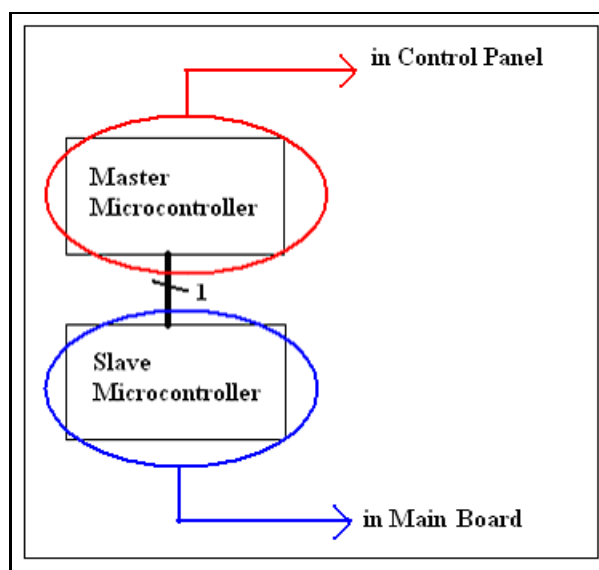 in Control Panel
Master
Microcontroller
1
Slave
Microcontroller
in Main Board